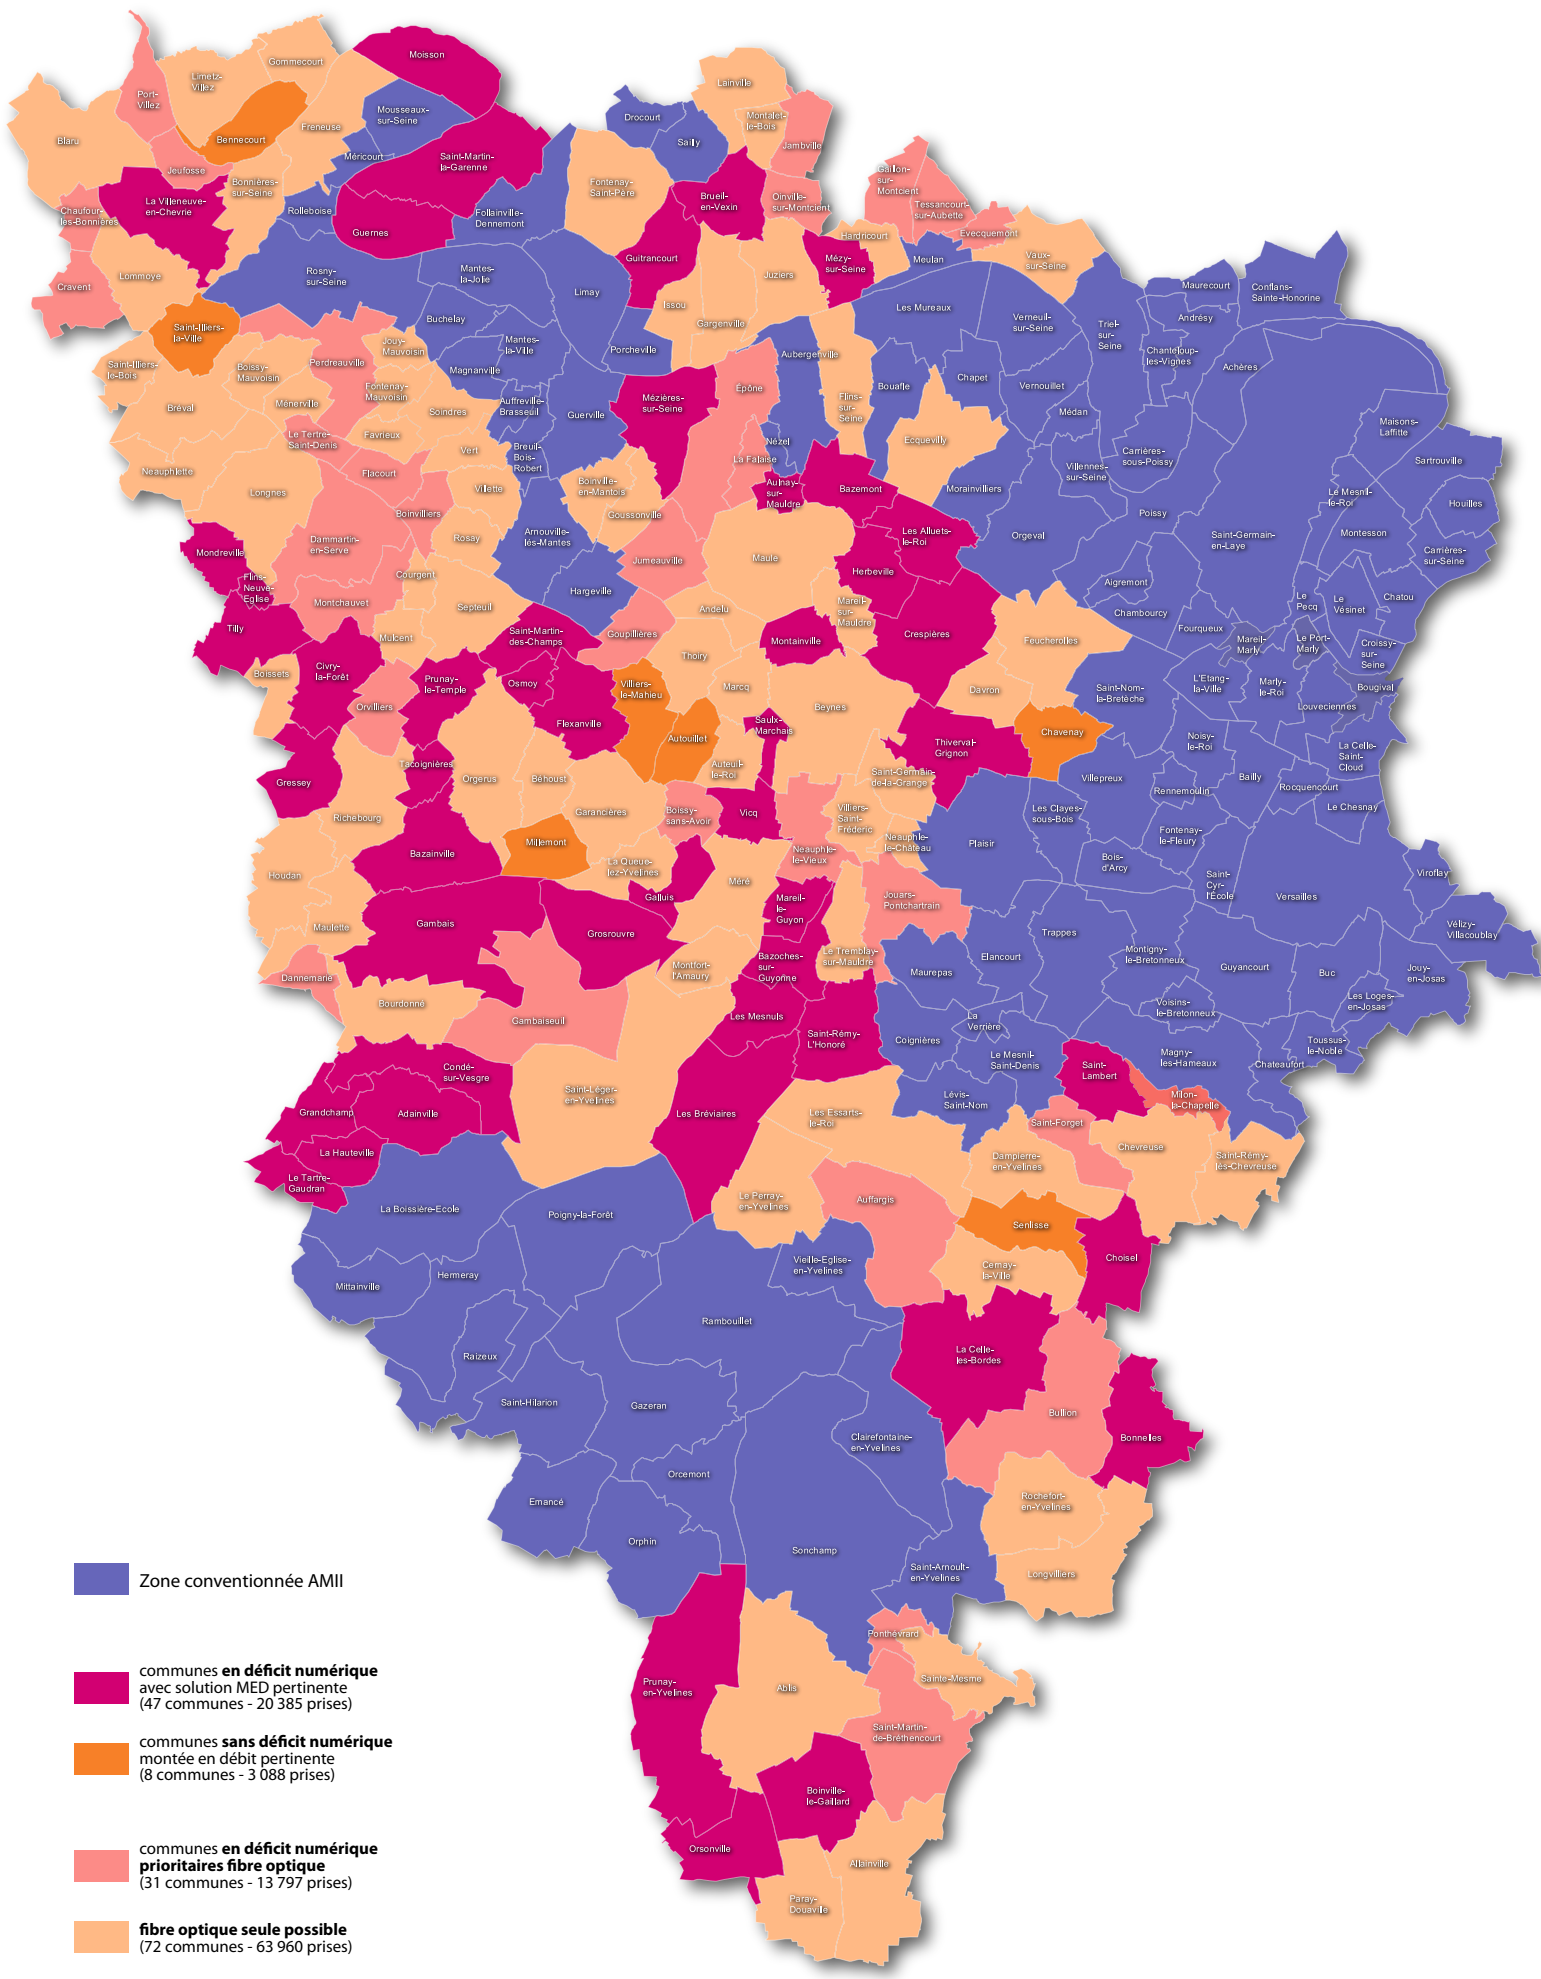 Moisson
Gommecourt
Limetz-
Villez
Port-
Villez
Lainville
Mousseaux-
sur-Seine
Drocourt
Montalet-
le-Bois
Freneuse
Bennecourt
Blaru
Sailly
Jambville
Méricourt
Saint-Martin-
la-Garenne
Jeufosse
Bonnières-
sur-Seine
Fontenay-
Saint-Père
Gaillon-
sur-
Montcient
La Villeneuve-
en-Chevrie
Brueil-
en-Vexin
Oinville-
sur-Montcient
Tessancourt-
sur-Aubette
Chaufour-
lès-Bonnières
Rolleboise
Follainville-
Dennemont
Guernes
Hardricourt
Evecquemont
Guitrancourt
Mézy-
sur-Seine
Meulan
Vaux-
sur-Seine
Lommoye
Rosny-
sur-Seine
Mantes-
la-Jolie
Juziers
Cravent
Limay
Maurecourt
Conflans-
Sainte-Honorine
Issou
Les Mureaux
Verneuil-
sur-Seine
Andrésy
Buchelay
Gargenville
Triel-
sur-
Seine
Saint-Illiers-
la-Ville
Mantes-
la-Ville
Porcheville
Aubergenville
Chanteloup-
les-Vignes
Jouy-
Mauvoisin
Perdreauville
Saint-Illiers-
le-Bois
Boissy-
Mauvoisin
Magnanville
Achères
Chapet
Vernouillet
Bouafle
Épône
Fontenay-
Mauvoisin
Mézières-
sur-Seine
Flins-
sur-
Seine
Bréval
Ménerville
Soindres
Auffreville-
Brasseuil
Guerville
Médan
Maisons-
Laffitte
Le Tertre-
Saint-Denis
Favrieux
Nézel
Ecquevilly
Vert
Breuil-
Bois-
Robert
La Falaise
Carrières-
sous-Poissy
Sartrouville
Neauphlette
Flacourt
Villennes-
sur-Seine
Longnes
Villette
Boinville-
en-Mantois
Aulnay-
sur-
Mauldre
Bazemont
Morainvilliers
Le Mesnil-
le-Roi
Houilles
Boinvilliers
Goussonville
Poissy
Dammartin-
en-Serve
Rosay
Arnouville-
lès-Mantes
Les Alluets-
le-Roi
Orgeval
Saint-Germain-
en-Laye
Montesson
Mondreville
Jumeauville
Maule
Carrières-
sur-Seine
Flins-
Neuve-
Eglise
Courgent
Herbeville
Aigremont
Montchauvet
Septeuil
Hargeville
Andelu
Mareil-
sur-
Mauldre
Chambourcy
Le
Pecq
Le
Vésinet
Chatou
Tilly
Mulcent
Saint-Martin-
des-Champs
Goupillières
Montainville
Crespières
Feucherolles
Fourqueux
Mareil-
Marly
Le Port-
Marly
Croissy-
sur-
Seine
Boissets
Civry-
la-Forêt
Prunay-
le-Temple
Osmoy
Villiers-
le-Mahieu
Thoiry
Marcq
Davron
Saint-Nom-
la-Bretèche
L'Etang-
la-Ville
Marly-
le-Roi
Bougival
Orvilliers
Flexanville
Beynes
Louveciennes
Saulx-
Marchais
Autouillet
Thiverval-
Grignon
Chavenay
Noisy-
le-Roi
La Celle-
Saint-
Cloud
Tacoignières
Auteuil-
le-Roi
Gressey
Orgerus
Béhoust
Saint-Germain-
de-la-Grange
Villepreux
Bailly
Rennemoulin
Rocquencourt
Richebourg
Garancières
Boissy-
sans-Avoir
Vicq
Villiers-
Saint-
Fréderic
Les Clayes-
sous-Bois
Le Chesnay
Millemont
Neauphle-
le-Château
Plaisir
Fontenay-
le-Fleury
Bazainville
La Queue-
lez-Yvelines
Neauphle-
le-Vieux
Bois-
d'Arcy
Houdan
Méré
Saint-
Cyr-
l'École
Viroflay
Galluis
Mareil-
le-
Guyon
Jouars-
Pontchartrain
Versailles
Maulette
Gambais
Grosrouvre
Trappes
Vélizy-
Villacoublay
Le Tremblay-
sur-Mauldre
Elancourt
Montigny-
le-Bretonneux
Bazoches-
sur-
Guyonne
Maurepas
Guyancourt
Buc
Jouy-
en-Josas
Dannemarie
Montfort-
l'Amaury
Bourdonné
Les Loges-
en-Josas
Gambaiseuil
Les Mesnuls
Voisins-
le-Bretonneux
La
Verrière
Saint-Rémy-
L'Honoré
Coignières
Toussus-
le-Noble
Condé-
sur-Vesgre
Le Mesnil-
Saint-Denis
Saint-
Lambert
Magny-
les-Hameaux
Chateaufort
Saint-Léger-
en-Yvelines
Lévis-
Saint-Nom
Milon-
la-Chapelle
Grandchamp
Adainville
Les Bréviaires
Les Essarts-
le-Roi
Saint-Forget
La Hauteville
Dampierre-
en-Yvelines
Chevreuse
Saint-Rémy-
lès-Chevreuse
Le Tartre-
Gaudran
Le Perray-
en-Yvelines
Auffargis
La Boissière-Ecole
Poigny-la-Forêt
Senlisse
Vieille-Eglise-
en-Yvelines
Cernay-
la-Ville
Choisel
Mittainville
Hermeray
Rambouillet
Raizeux
La Celle-
les-Bordes
Saint-Hilarion
Gazeran
Bullion
Clairefontaine-
en-Yvelines
Bonnelles
Orcemont
Emancé
Rochefort-
en-Yvelines
Orphin
Sonchamp
Saint-Arnoult-
en-Yvelines
Longvilliers
Zone conventionnée AMII
Ponthévrard
Prunay-
en-Yvelines
Ablis
Sainte-Mesme
communes en déficit numérique
avec solution MED pertinente
(47 communes - 20 385 prises)
Saint-Martin-
de-Bréthencourt
communes sans déficit numérique
montée en débit pertinente
(8 communes - 3 088 prises)
Boinville-
le-Gaillard
Orsonville
communes en déficit numérique
prioritaires fibre optique
(31 communes - 13 797 prises)
Allainville
Paray-
Douaville
fibre optique seule possible
(72 communes - 63 960 prises)